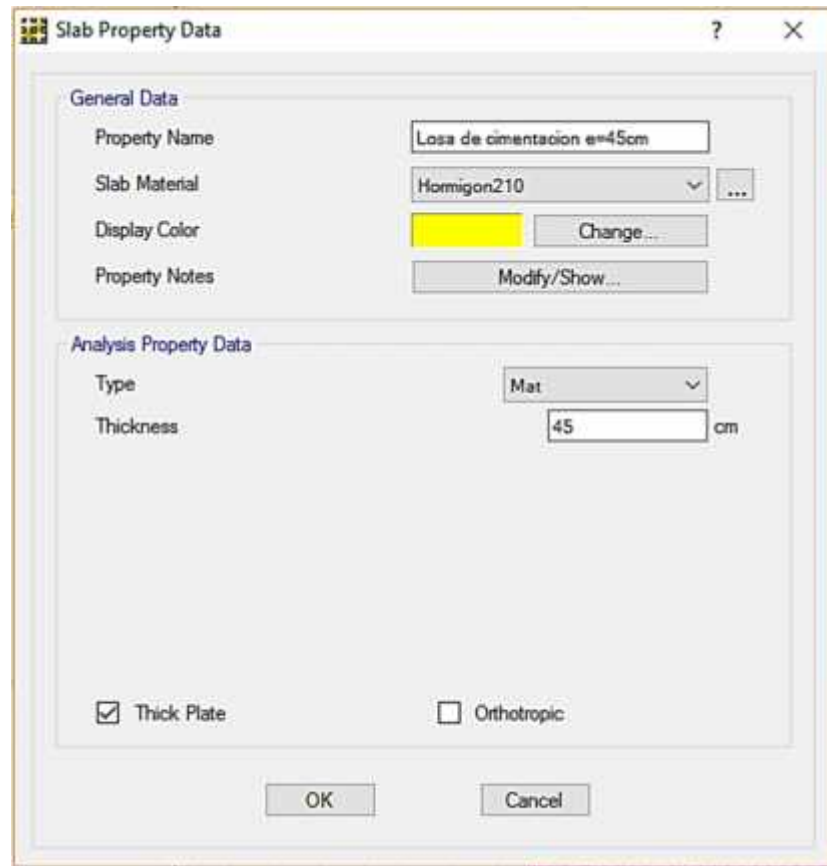 Slab Property Data ?
General Data
Property Name Losa de cimentacion e=45cm
Slab Material Hormigon210 ...
Display Color Change...
Property Notes Modify/Show...
Analysis Property Data
Type Mat
Thickness 45 cm
Thick Plate Orthotropic
OK Cancel